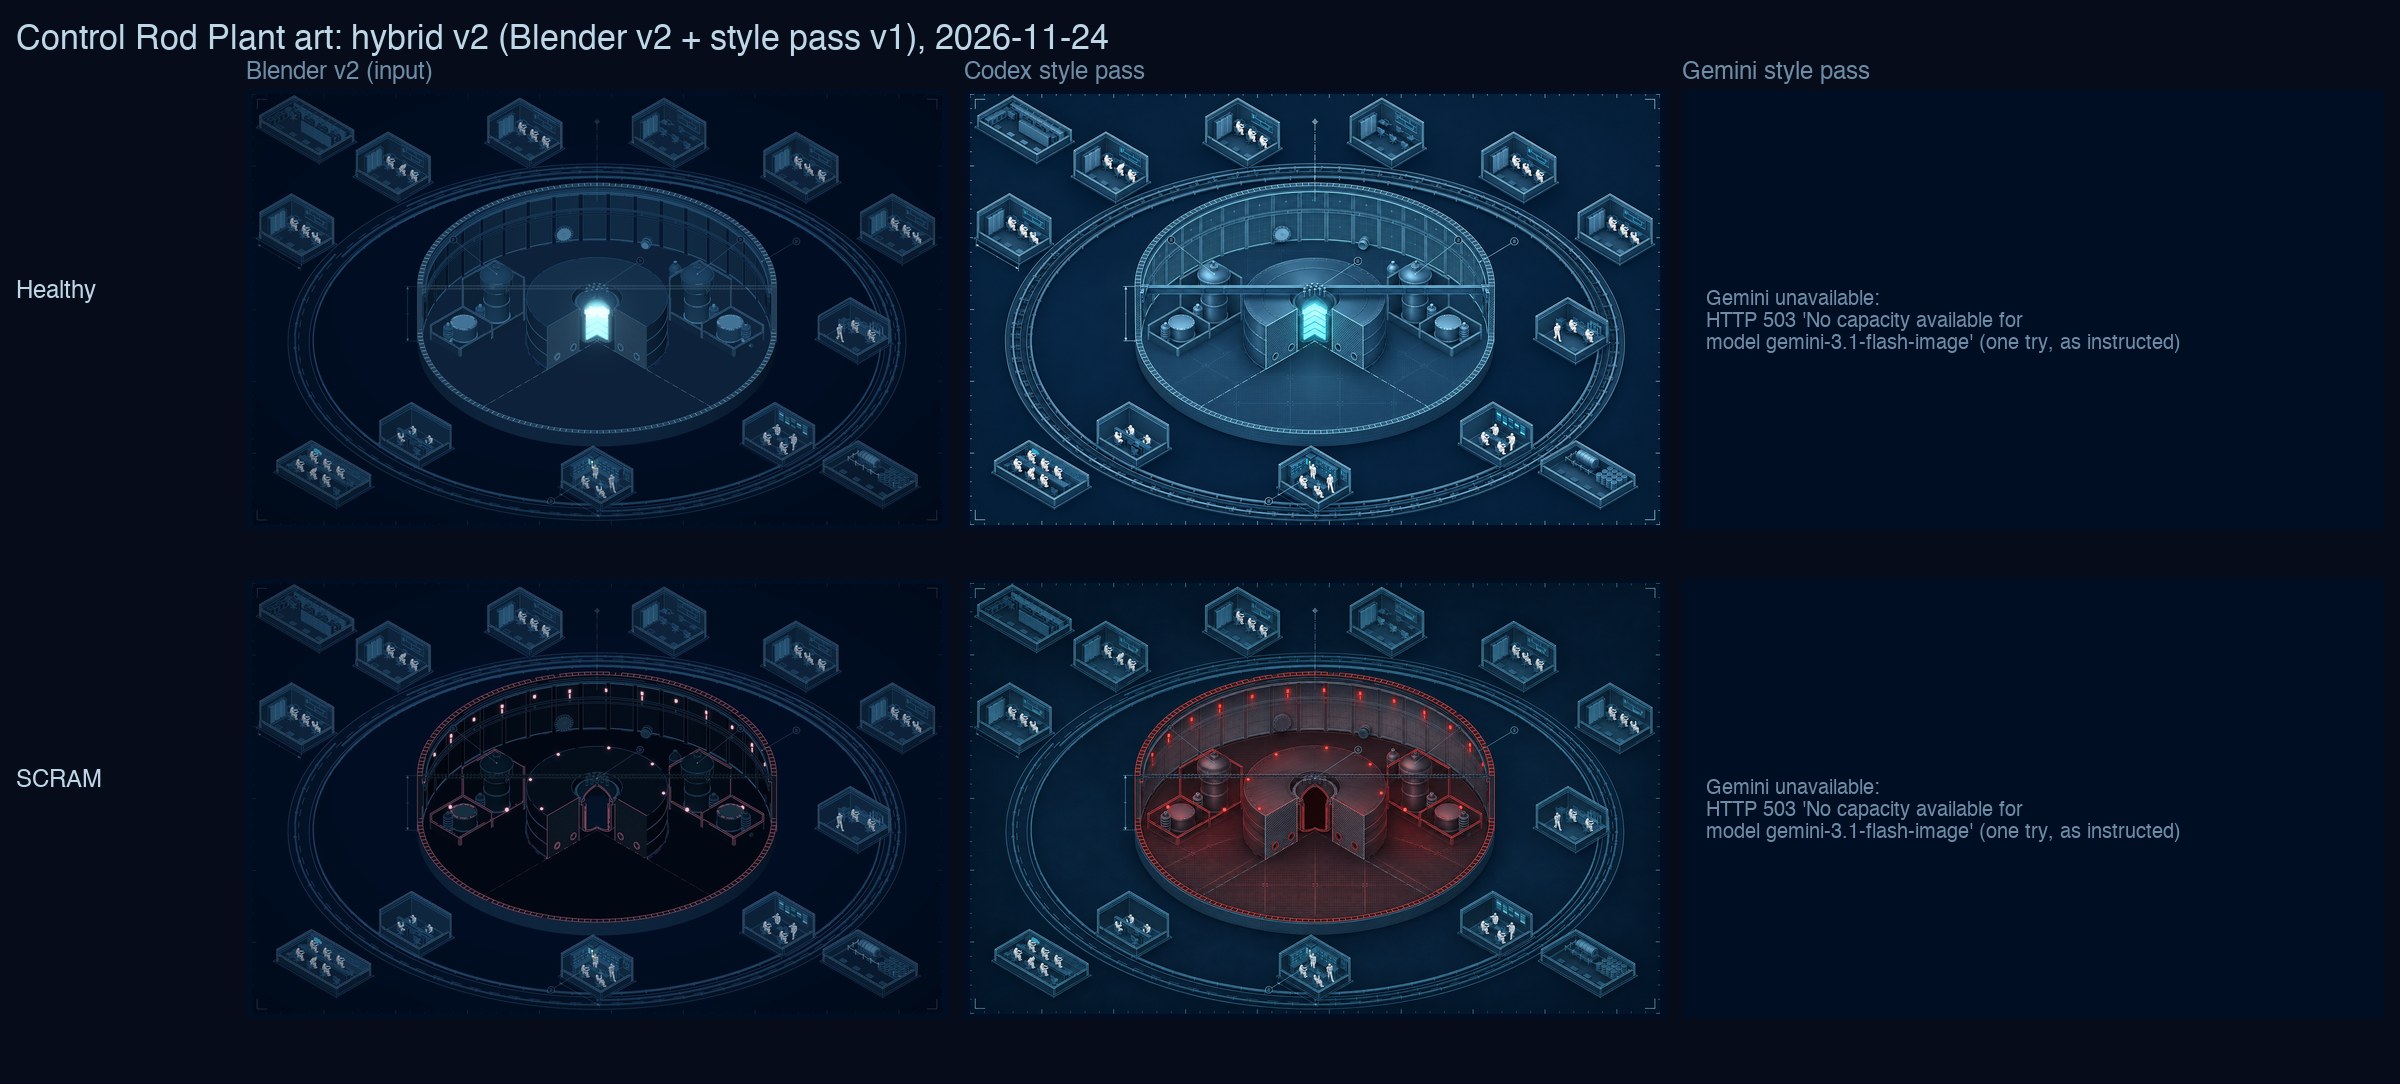 Control Rod Plant art: hybrid v2 (Blender v2 + style pass v1), 2026-11-24
Blender v2 (input)
Codex style pass
Gemini style pass
Healthy
Gemini unavailable:
HTTP 503 'No capacity available for
model gemini-3.1-flash-image' (one try, as instructed)
SCRAM
Gemini unavailable:
HTTP 503 'No capacity available for
model gemini-3.1-flash-image' (one try, as instructed)